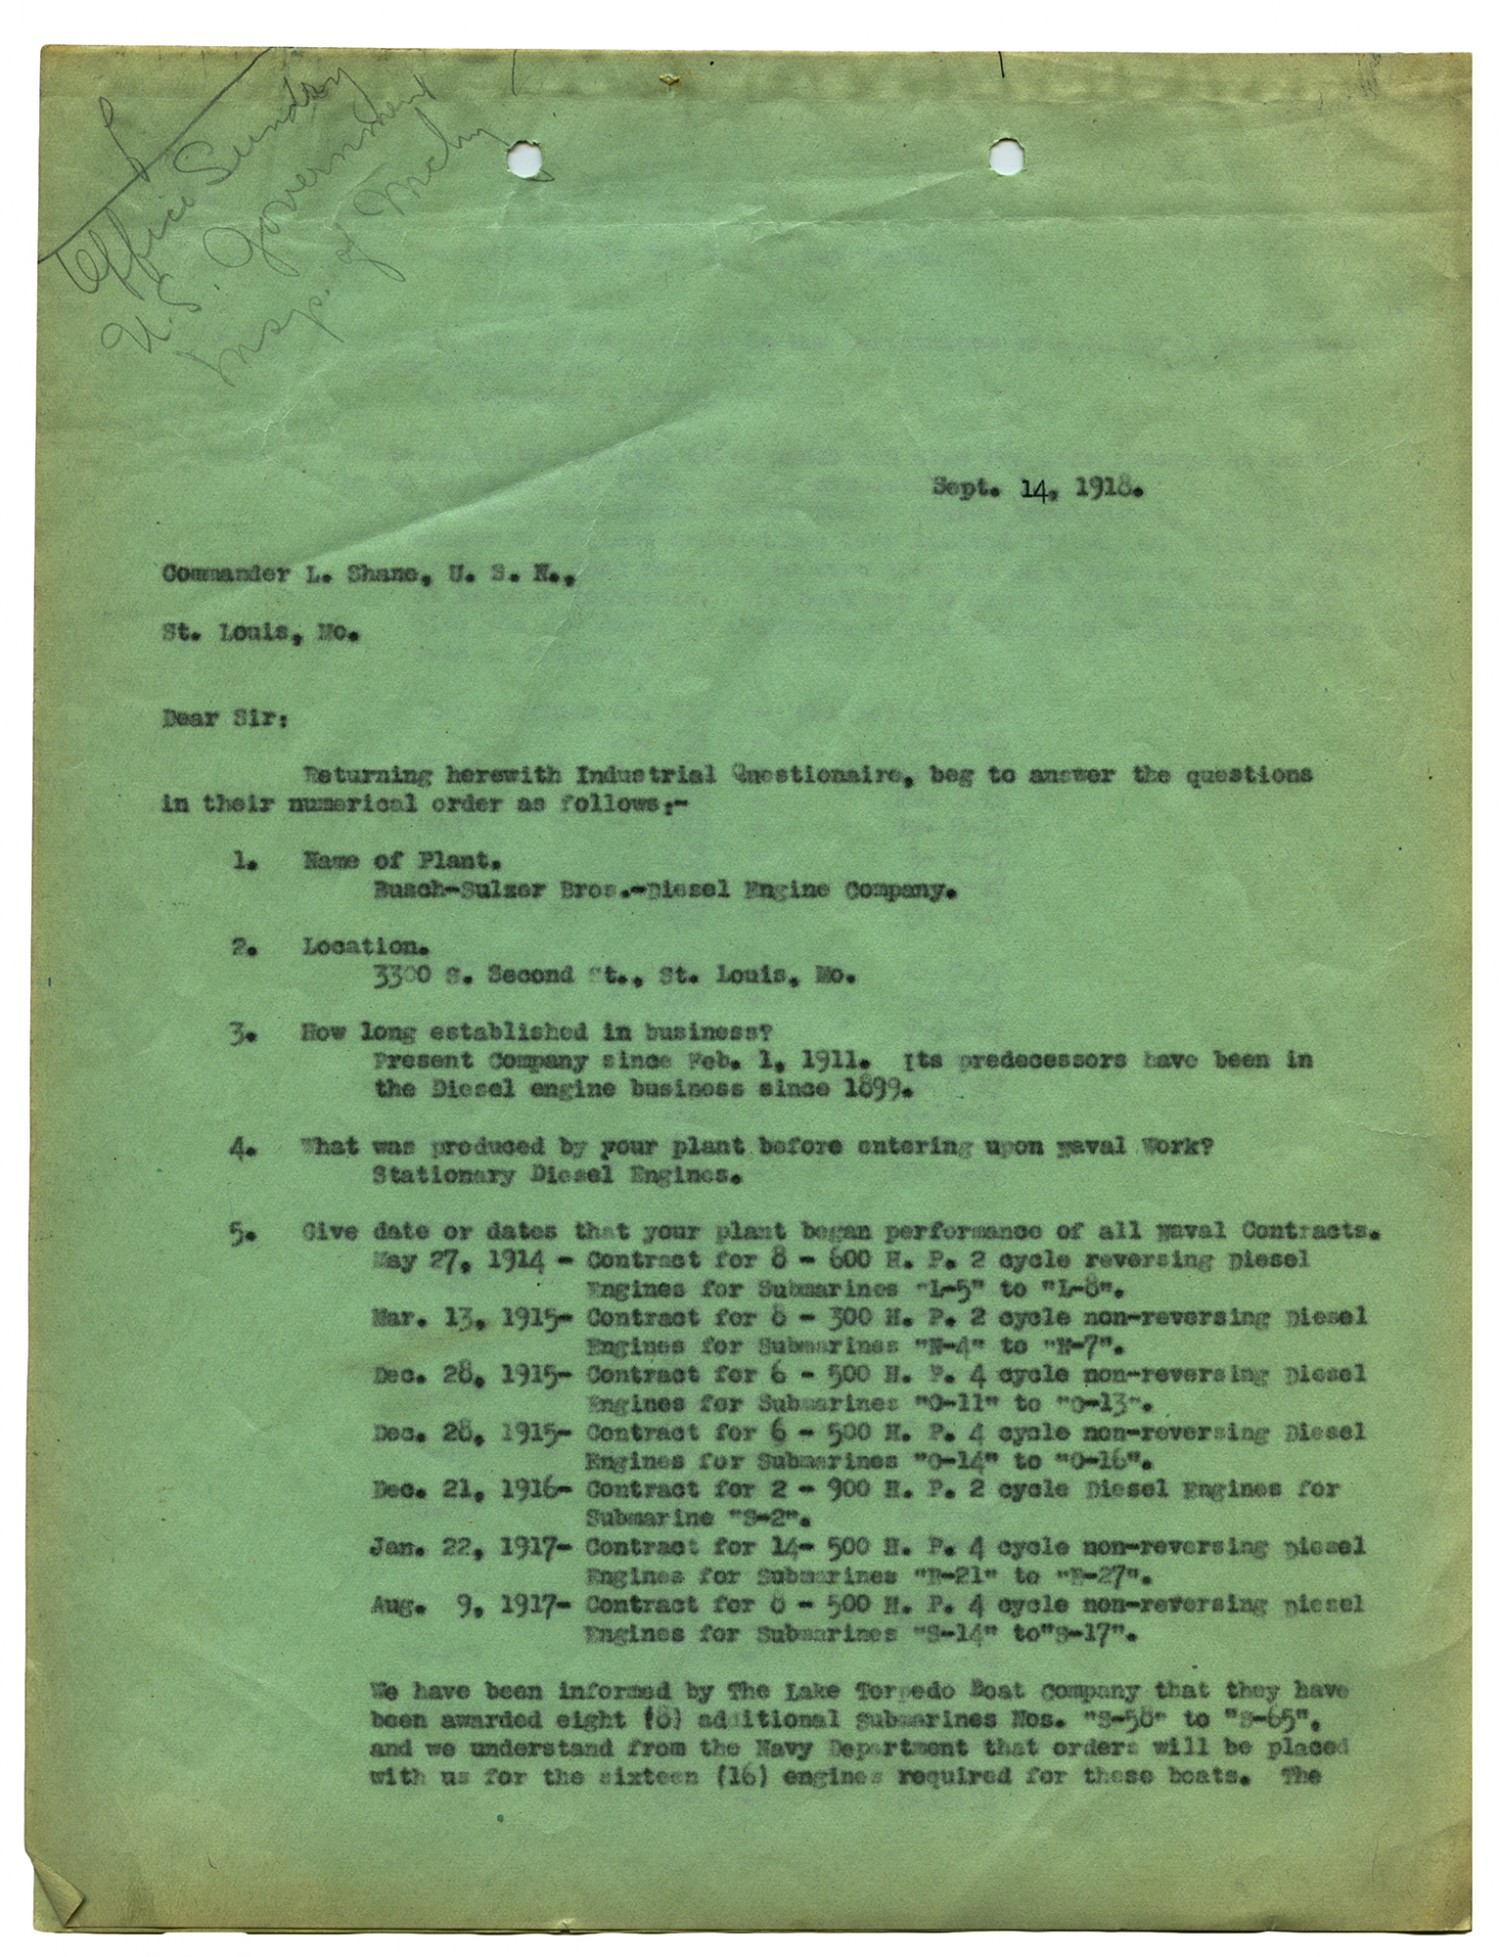 Office Sundry
U.S. Government
Insp. of Mchy
Sept. 14, 1918.
Commander L. Shane, U. S. N.,
St. Louis, Mo.
Dear Sir:
Returning herewith Industrial Questionaire, beg to answer the questions
in their numerical order as follows:-
1. Name of Plant.
Busch-Sulzer Bros.-Diesel Engine Company.
2. Location.
3300 S. Second St., St. Louis, Mo.
3. How long established in business?
Present Company since Feb. 1, 1911. Its predecessors have been in
the Diesel engine business since 1899.
4. What was produced by your plant before entering upon Naval Work?
Stationary Diesel Engines.
5. Give date or dates that your plant began performance of all Naval Contracts.
May 27, 1914 - Contract for 8 - 600 H. P. 2 cycle reversing Diesel
Engines for Submarines "L-5" to "L-8".
Mar. 13, 1915- Contract for 8 - 300 H. P. 2 cycle non-reversing Diesel
Engines for Submarines "N-4" to "N-7".
Dec. 28, 1915- Contract for 6 - 500 H. P. 4 cycle non-reversing Diesel
Engines for Submarines "O-11" to "O-13".
Dec. 28, 1915- Contract for 6 - 500 H. P. 4 cycle non-reversing Diesel
Engines for Submarines "O-14" to "O-16".
Dec. 21, 1916- Contract for 2 - 900 H. P. 2 cycle Diesel Engines for
Submarine "S-2".
Jan. 22, 1917- Contract for 14- 500 H. P. 4 cycle non-reversing Diesel
Engines for Submarines "R-21" to "R-27".
Aug. 9, 1917- Contract for 8 - 500 H. P. 4 cycle non-reversing Diesel
Engines for Submarines "S-14" to"S-17".
We have been informed by The Lake Torpedo Boat Company that they have
been awarded eight (8) additional Submarines Nos. "S-58" to "S-65",
and we understand from the Navy Department that orders will be placed
with us for the sixteen (16) engines required for these boats. The